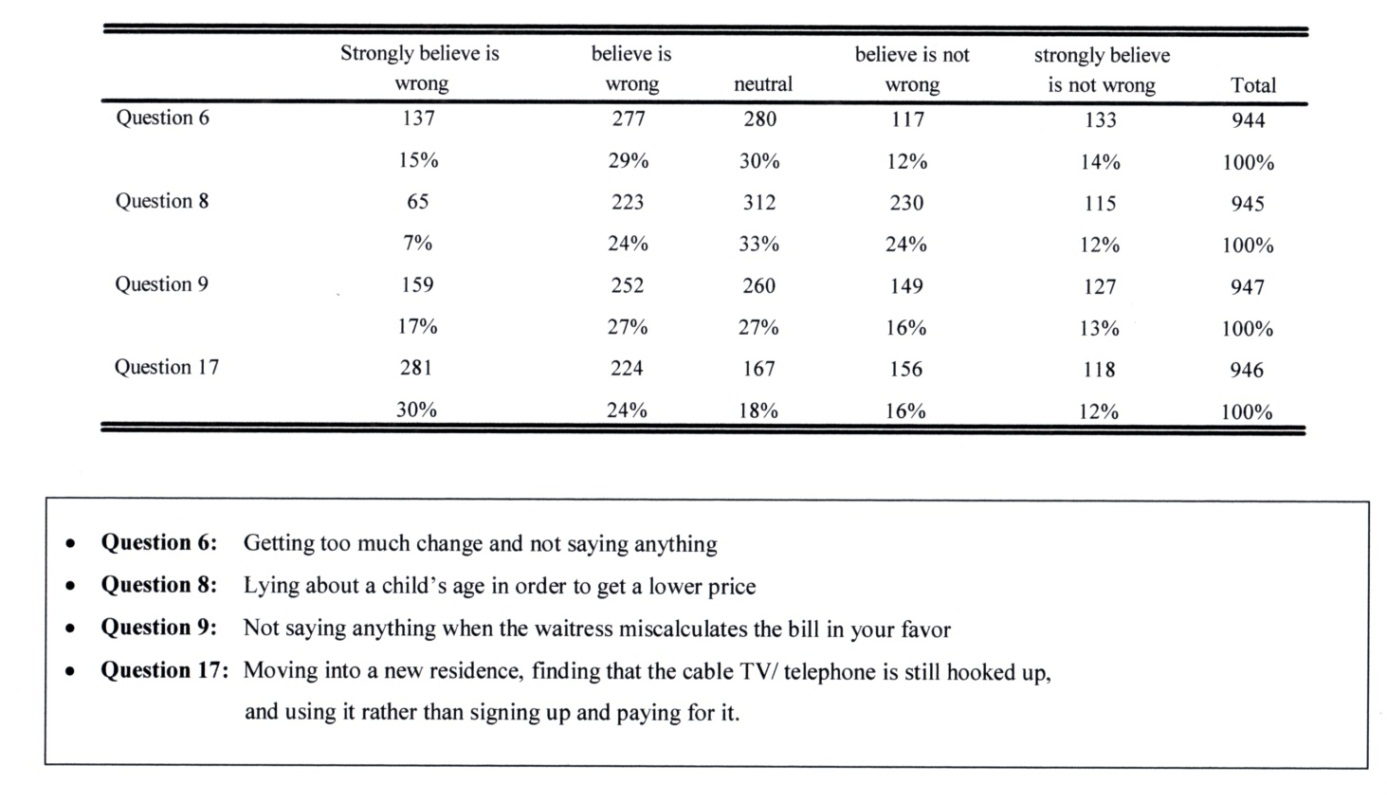 Strongly believe is believe is believe is not strongly believe
wrong wrong neutral wrong is not wrong Total
Question 6 137 277 280 117 133 944
15% 29% 30% 12% 14% 100%
Question 8 65 223 312 230 115 945
7% 24% 33% 24% 12% 100%
Question 9 159 252 260 149 127 947
17% 27% 27% 16% 13% 100%
Question 17 281 224 167 156 118 946
30% 24% 18% 16% 12% 100%
• Question 6: Getting too much change and not saying anything
• Question 8: Lying about a child's age in order to get a lower price
• Question 9: Not saying anything when the waitress miscalculates the bill in your favor
• Question 17: Moving into a new residence, finding that the cable TV/ telephone is still hooked up,
and using it rather than signing up and paying for it.